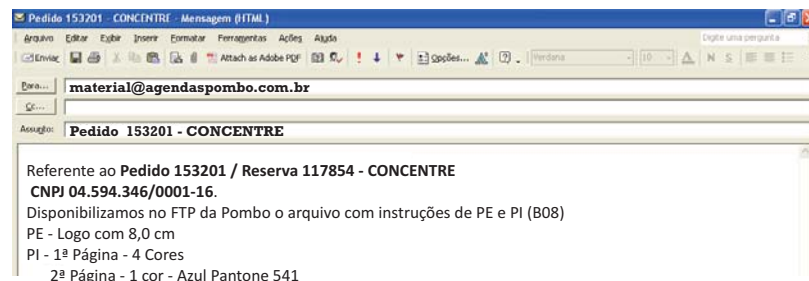 Pedido 153201 - CONCENTRE - Mensagem (HTML)
Arquivo Editar Exibir Inserir Formatar Ferramentas Ações Ajuda Digite uma pergunta
Enviar Attach as Adobe PDF Opções... Verdana 10 A N S
Para... material@agendaspombo.com.br
Cc...
Assunto: Pedido 153201 - CONCENTRE
Referente ao Pedido 153201 / Reserva 117854 - CONCENTRE
CNPJ 04.594.346/0001-16.
Disponibilizamos no FTP da Pombo o arquivo com instruções de PE e PI (B08)
PE - Logo com 8,0 cm
PI - 1ª Página - 4 Cores
2ª Página - 1 cor - Azul Pantone 541